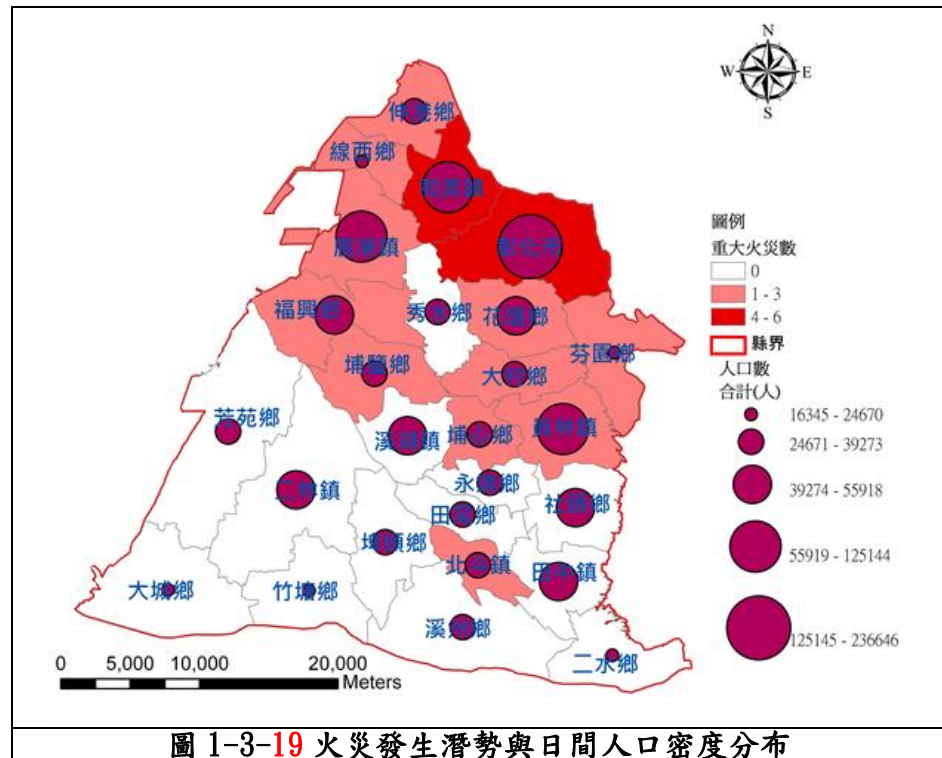 N
W E
S
伸港鄉
線西鄉
和美鎮
鹿港鎮
彰化市
福興鄉
秀水鄉
花壇鄉
芬園鄉
埔鹽鄉
大村鄉
芳苑鄉
溪湖鎮
埔心鄉
員林鎮
永靖鄉
二林鎮
社頭鄉
田尾鄉
埤頭鄉
北斗鎮
田中鎮
大城鄉
竹塘鄉
溪州鄉
二水鄉
圖例
重大火災數
0
1 - 3
4 - 6
縣界
人口數
合計(人)
16345 - 24670
24671 - 39273
39274 - 55918
55919 - 125144
125145 - 236646
0 5,000 10,000 20,000
Meters
圖 1-3-19 火災發生潛勢與日間人口密度分布